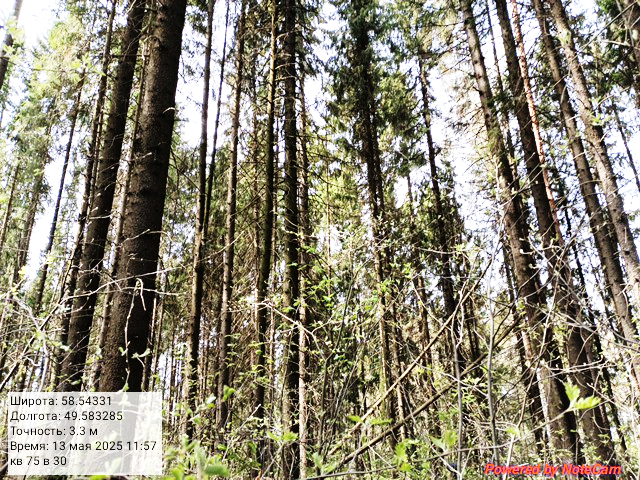 Широта: 58.54331
Долгота: 49.583285
Точность: 3.3 м
Время: 13 мая 2025 11:57
кв 75 в 30
Powered by NoteCam